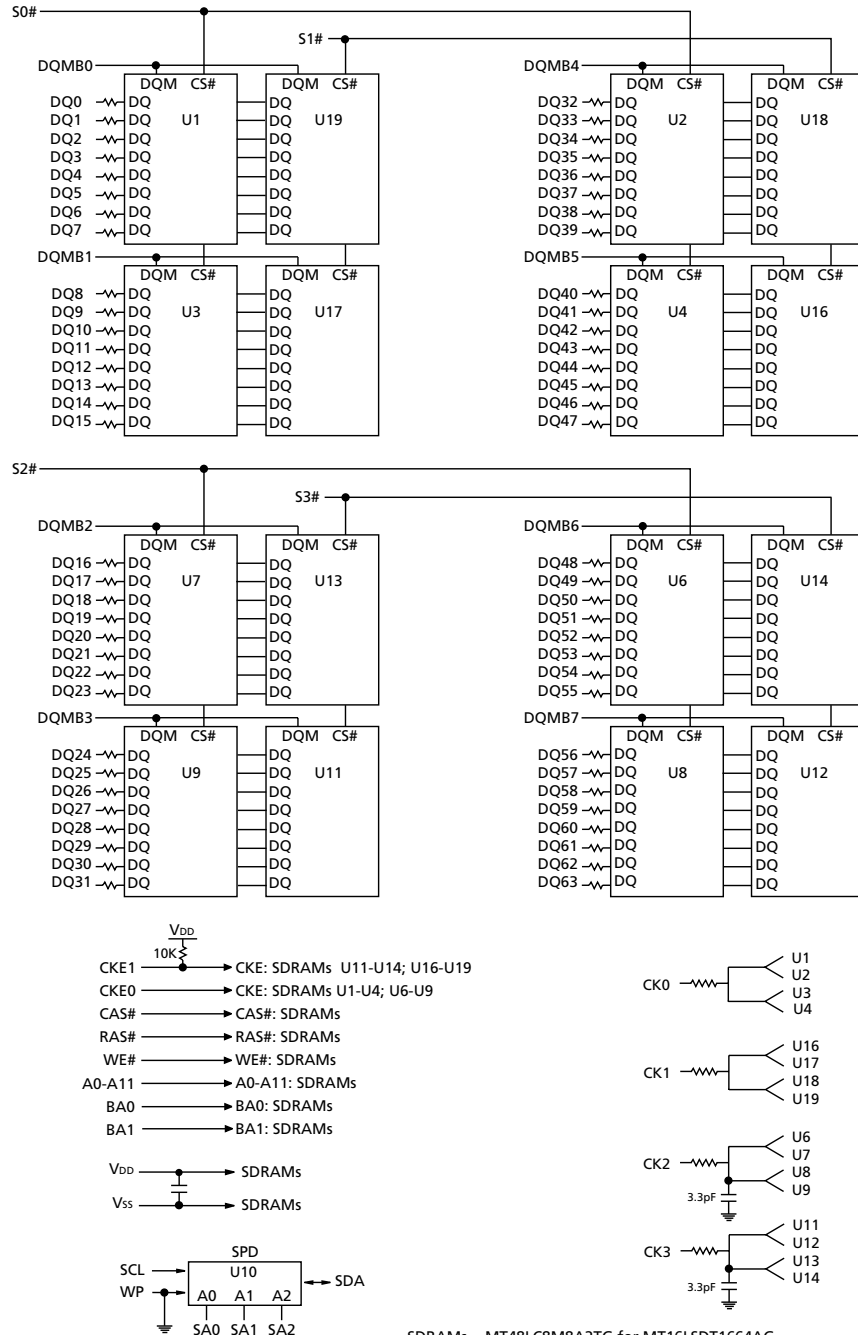 S0#
S1#
DQMB0 DQMB4
DQM CS# DQM CS# DQM CS# DQM CS#
DQ0 DQ DQ DQ32 DQ DQ
DQ1 DQ U1 DQ U19 DQ33 DQ U2 DQ U18
DQ2 DQ DQ DQ34 DQ DQ
DQ3 DQ DQ DQ35 DQ DQ
DQ4 DQ DQ DQ36 DQ DQ
DQ5 DQ DQ DQ37 DQ DQ
DQ6 DQ DQ DQ38 DQ DQ
DQ7 DQ DQ DQ39 DQ DQ
DQMB1 DQMB5
DQM CS# DQM CS# DQM CS# DQM CS#
DQ8 DQ DQ DQ40 DQ DQ
DQ9 DQ U3 DQ U17 DQ41 DQ U4 DQ U16
DQ10 DQ DQ DQ42 DQ DQ
DQ11 DQ DQ DQ43 DQ DQ
DQ12 DQ DQ DQ44 DQ DQ
DQ13 DQ DQ DQ45 DQ DQ
DQ14 DQ DQ DQ46 DQ DQ
DQ15 DQ DQ DQ47 DQ DQ
S2#
S3#
DQMB2 DQMB6
DQM CS# DQM CS# DQM CS# DQM CS#
DQ16 DQ DQ DQ48 DQ DQ
DQ17 DQ U7 DQ U13 DQ49 DQ U6 DQ U14
DQ18 DQ DQ DQ50 DQ DQ
DQ19 DQ DQ DQ51 DQ DQ
DQ20 DQ DQ DQ52 DQ DQ
DQ21 DQ DQ DQ53 DQ DQ
DQ22 DQ DQ DQ54 DQ DQ
DQ23 DQ DQ DQ55 DQ DQ
DQMB3 DQMB7
DQM CS# DQM CS# DQM CS# DQM CS#
DQ24 DQ DQ DQ56 DQ DQ
DQ25 DQ U9 DQ U11 DQ57 DQ U8 DQ U12
DQ26 DQ DQ DQ58 DQ DQ
DQ27 DQ DQ DQ59 DQ DQ
DQ28 DQ DQ DQ60 DQ DQ
DQ29 DQ DQ DQ61 DQ DQ
DQ30 DQ DQ DQ62 DQ DQ
DQ31 DQ DQ DQ63 DQ DQ
VDD
10K
CKE1 CKE: SDRAMs U11-U14; U16-U19
CKE0 CKE: SDRAMs U1-U4; U6-U9
CAS# CAS#: SDRAMs
RAS# RAS#: SDRAMs
WE# WE#: SDRAMs
A0-A11 A0-A11: SDRAMs
BA0 BA0: SDRAMs
BA1 BA1: SDRAMs
VDD SDRAMs
Vss SDRAMs
SPD
SCL U10 SDA
WP A0 A1 A2
SA0 SA1 SA2
U1
U2
CK0
U3
U4
U16
U17
CK1
U18
U19
U6
U7
CK2
U8
U9
3.3pF
U11
U12
CK3
U13
U14
3.3pF